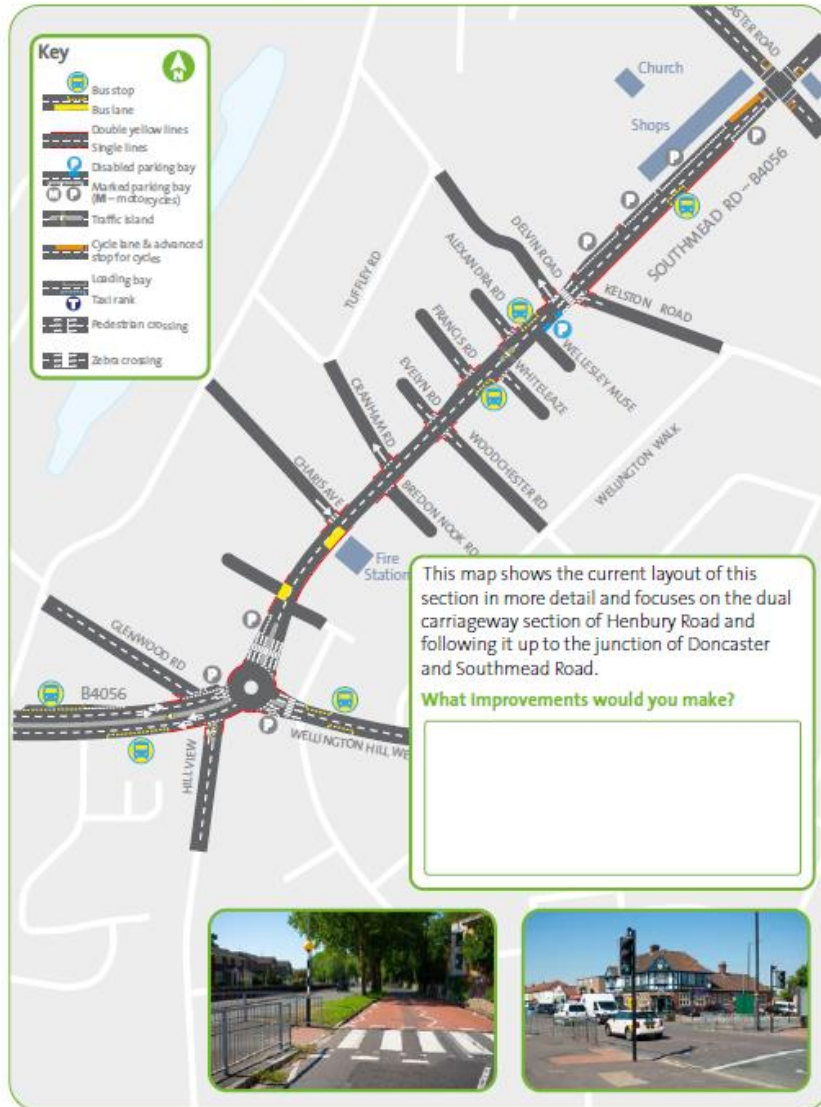 Key
N
Bus stop
Bus lane
Double yellow lines
Single lines
P
Disabled parking bay
M P
Marked parking bay
(M – motorcycles)
Traffic island
Cycle lane & advanced
stop for cycles
Loading bay
T
Taxi rank
Pedestrian crossing
Zebra crossing
CASTER ROAD
Church
Shops
P
P
P
P
P
SOUTHMEAD RD – B4056
DELVIN ROAD
ALEXANDRA RD
KELSTON ROAD
TUFFLEY RD
FRANCIS RD
P
WELLESLEY MUSE
WHITELEAZE
EVELYN RD
CRANHAM RD
WOODCHESTER RD
WELLINGTON WALK
CHARIS AVE
BREDON NOOK RD
Fire
Station
P
GLENWOOD RD
P
B4056
P
WELLINGTON HILL WE
HILL VIEW
This map shows the current layout of this
section in more detail and focuses on the dual
carriageway section of Henbury Road and
following it up to the junction of Doncaster
and Southmead Road.
What improvements would you make?